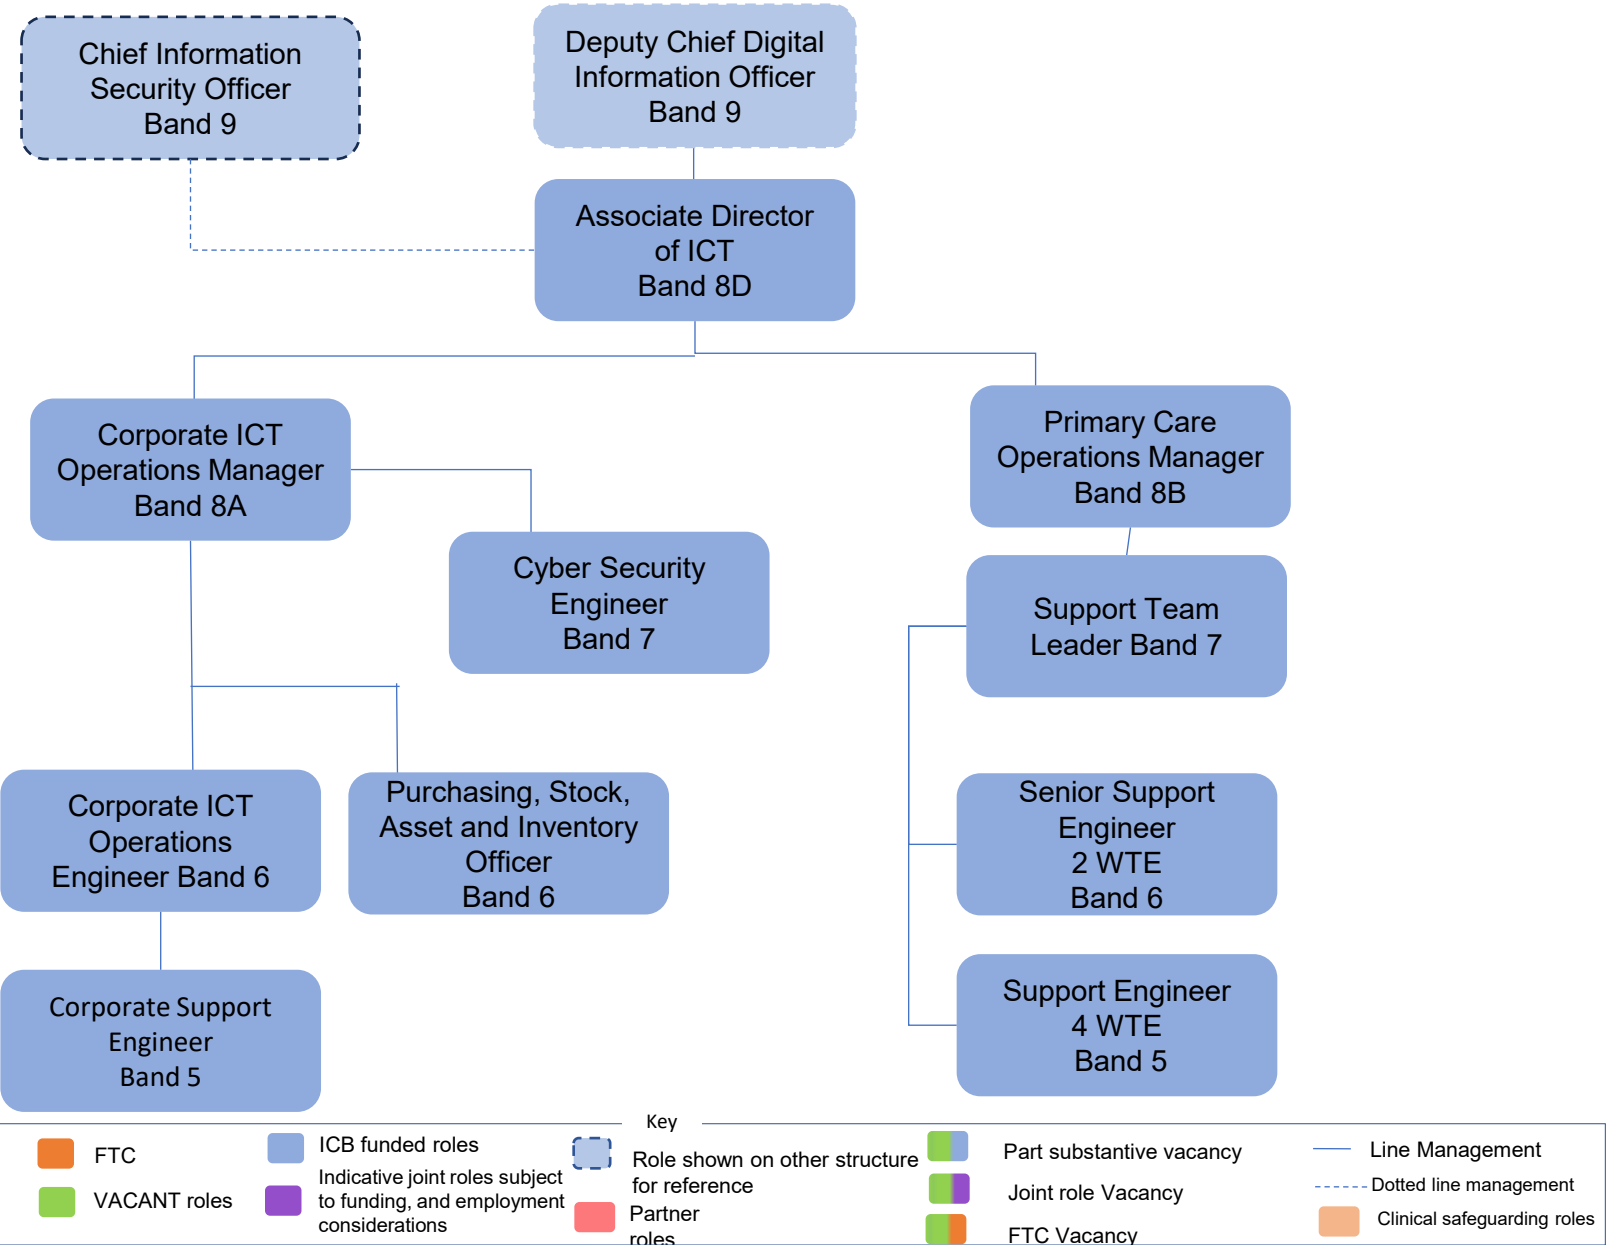 Chief Information
Security Officer
Band 9
Deputy Chief Digital
Information Officer
Band 9
Associate Director
of ICT
Band 8D
Corporate ICT
Operations Manager
Band 8A
Primary Care
Operations Manager
Band 8B
Cyber Security
Engineer
Band 7
Support Team
Leader Band 7
Corporate ICT
Operations
Engineer Band 6
Purchasing, Stock,
Asset and Inventory
Officer
Band 6
Senior Support
Engineer
2 WTE
Band 6
Corporate Support
Engineer
Band 5
Support Engineer
4 WTE
Band 5
Key
FTC
VACANT roles
ICB funded roles
Indicative joint roles subject
to funding, and employment
considerations
Role shown on other structure
for reference
Partner
roles
Part substantive vacancy
Joint role Vacancy
FTC Vacancy
Line Management
Dotted line management
Clinical safeguarding roles